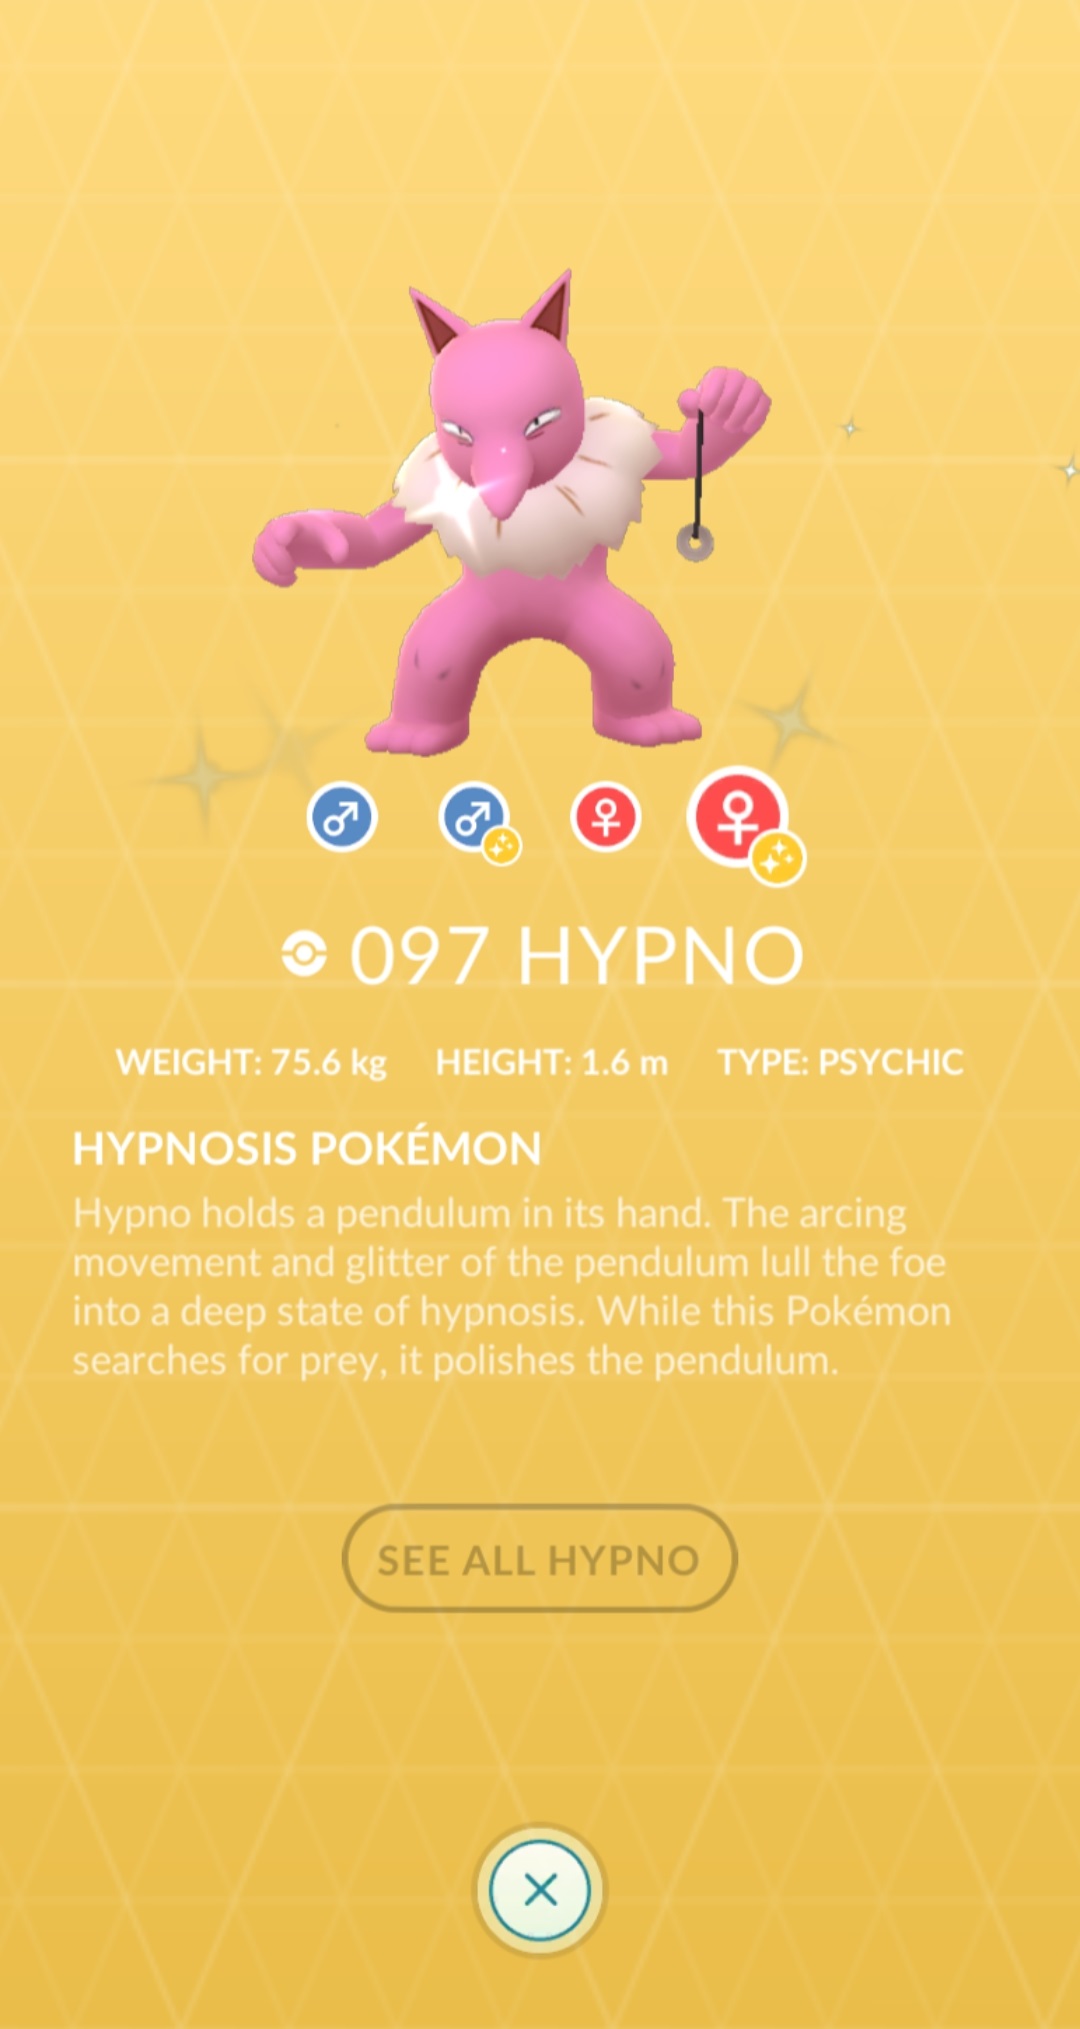 097 HYPNO
WEIGHT: 75.6 kg HEIGHT: 1.6 m TYPE: PSYCHIC
HYPNOSIS POKÉMON
Hypno holds a pendulum in its hand. The arcing
movement and glitter of the pendulum lull the foe
into a deep state of hypnosis. While this Pokémon
searches for prey, it polishes the pendulum.
SEE ALL HYPNO